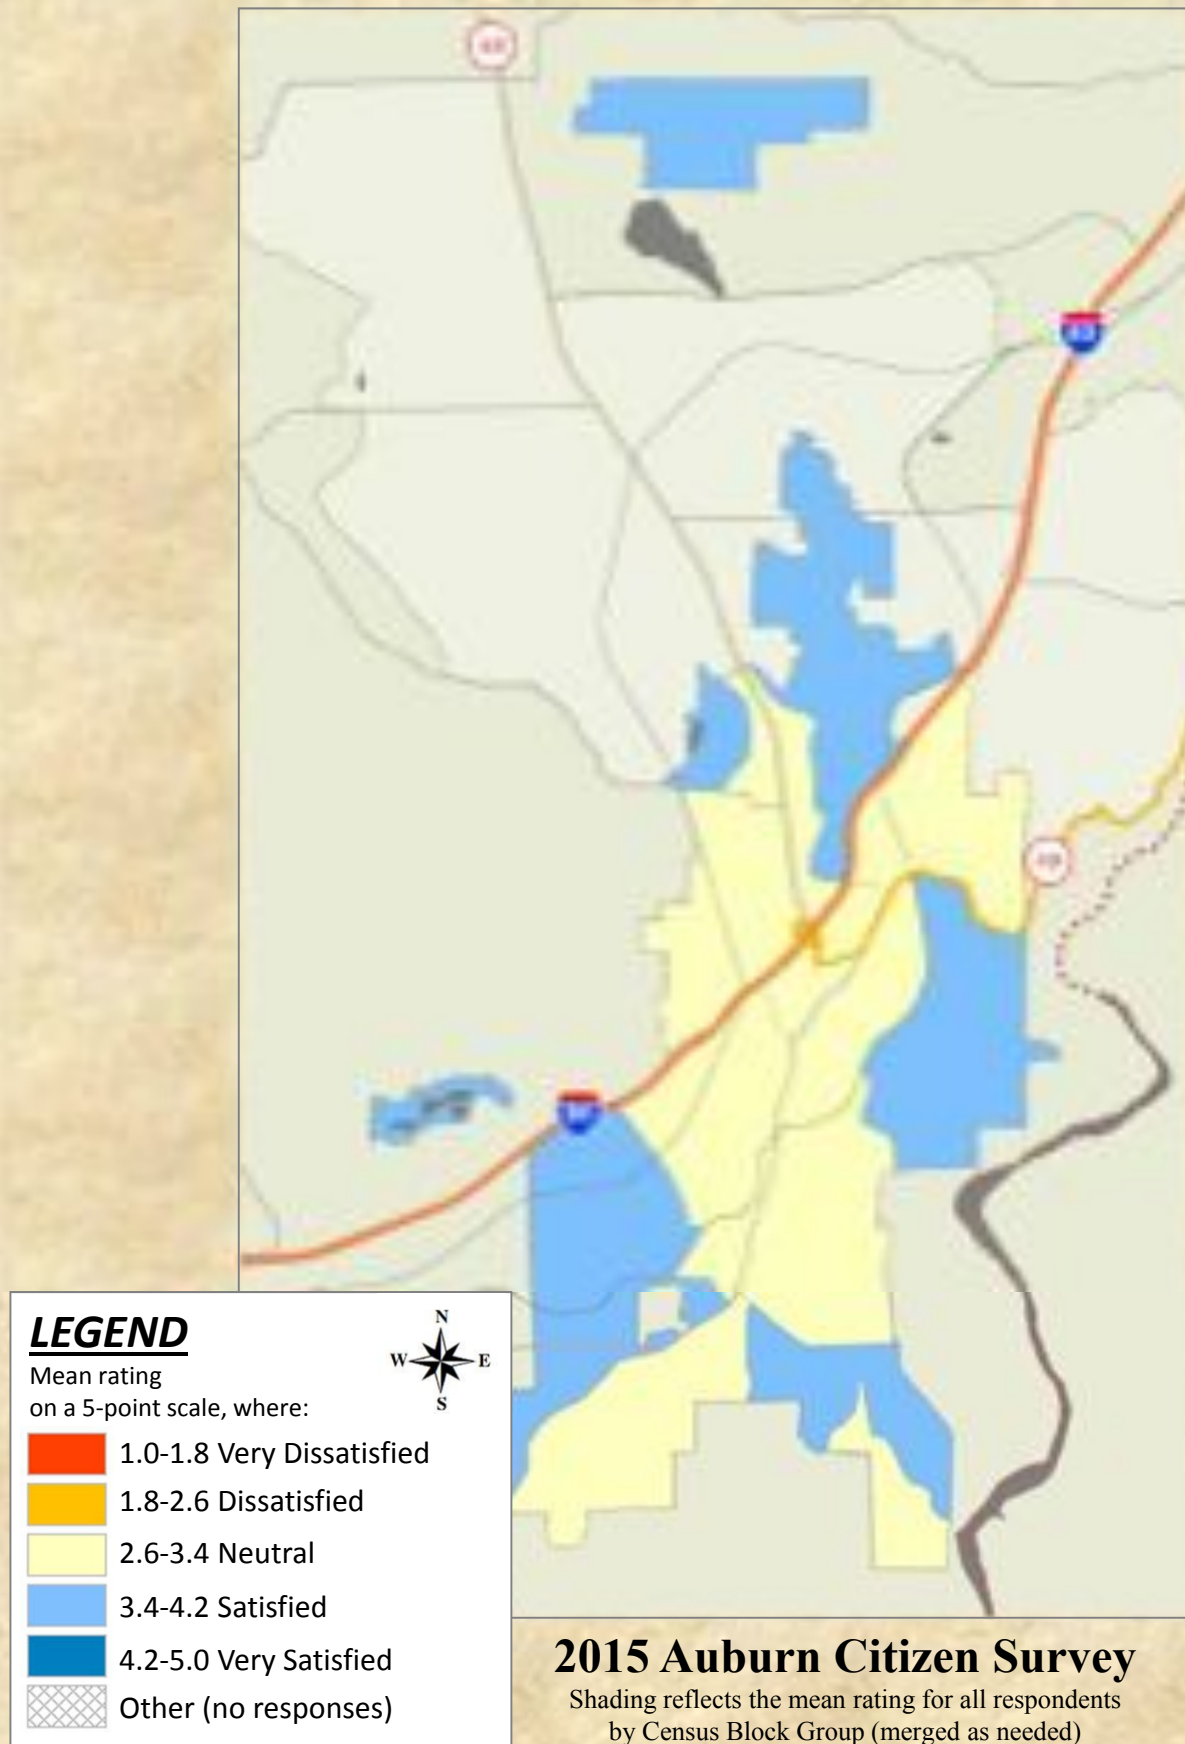 LEGEND
Mean rating
on a 5-point scale, where:
N
W E
S
1.0-1.8 Very Dissatisfied
1.8-2.6 Dissatisfied
2.6-3.4 Neutral
3.4-4.2 Satisfied
4.2-5.0 Very Satisfied
Other (no responses)
2015 Auburn Citizen Survey
Shading reflects the mean rating for all respondents
by Census Block Group (merged as needed)